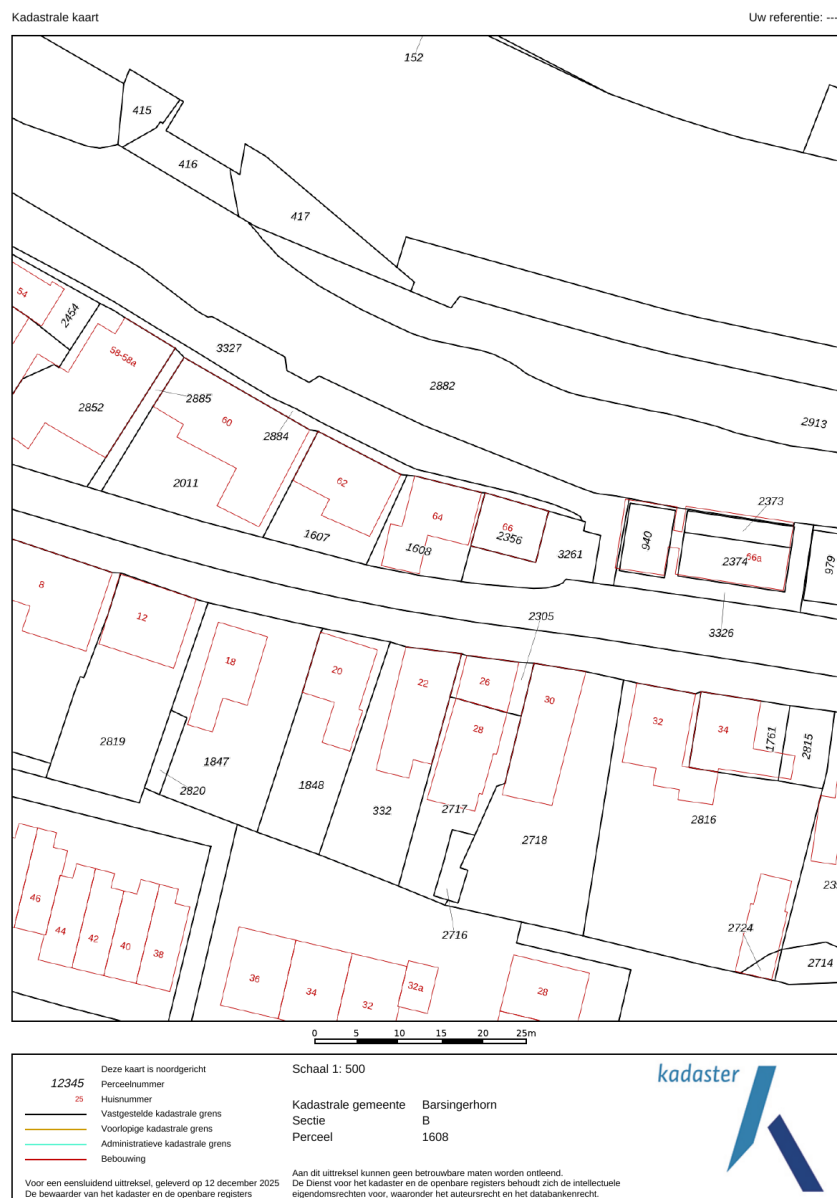 Kadastrale kaart
Uw referentie: ---
152
415
416
417
54
2454
3327
58-58a
2882
2885
2852
60
2884
2913
2011
62
2373
64
66
1607
2356
940
1608
3261
2374
66a
979
8
2305
12
3326
18
20
22
26
30
32
34
28
1761
2815
2819
1847
2820
1848
332
2717
2718
2816
46
44
42
40
38
2724
2716
2714
36
34
32
32a
28
0 5 10 15 20 25m
Deze kaart is noordgericht
12345 Perceelnummer
25 Huisnummer
Vastgestelde kadastrale grens
Voorlopige kadastrale grens
Administratieve kadastrale grens
Bebouwing
Voor een eensluidend uittreksel, geleverd op 12 december 2025
De bewaarder van het kadaster en de openbare registers
Schaal 1: 500
Kadastrale gemeente Barsingerhorn
Sectie B
Perceel 1608
Aan dit uittreksel kunnen geen betrouwbare maten worden ontleend.
De Dienst voor het kadaster en de openbare registers behoudt zich de intellectuele
eigendomsrechten voor, waaronder het auteursrecht en het databankenrecht.
kadaster